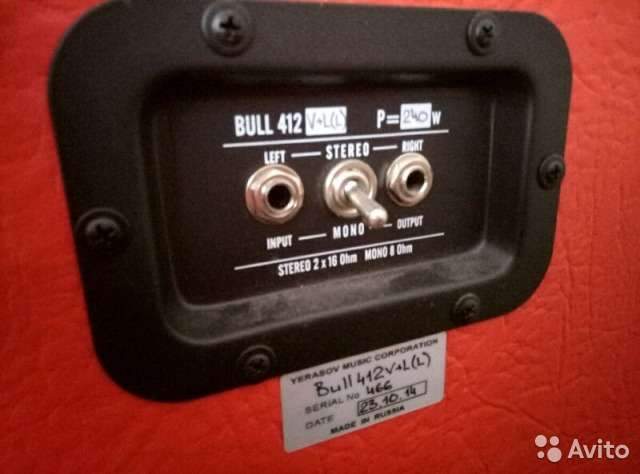 BULL 412 V+L(L) P=240W
LEFT STEREO RIGHT
INPUT MONO OUTPUT
STEREO 2 x 16 Ohm MONO 8 Ohm
YERASOV MUSIC CORPORATION
Bull 412V+L(L)
SERIAL No 466
DATE 23.10.14
MADE IN RUSSIA
Avito